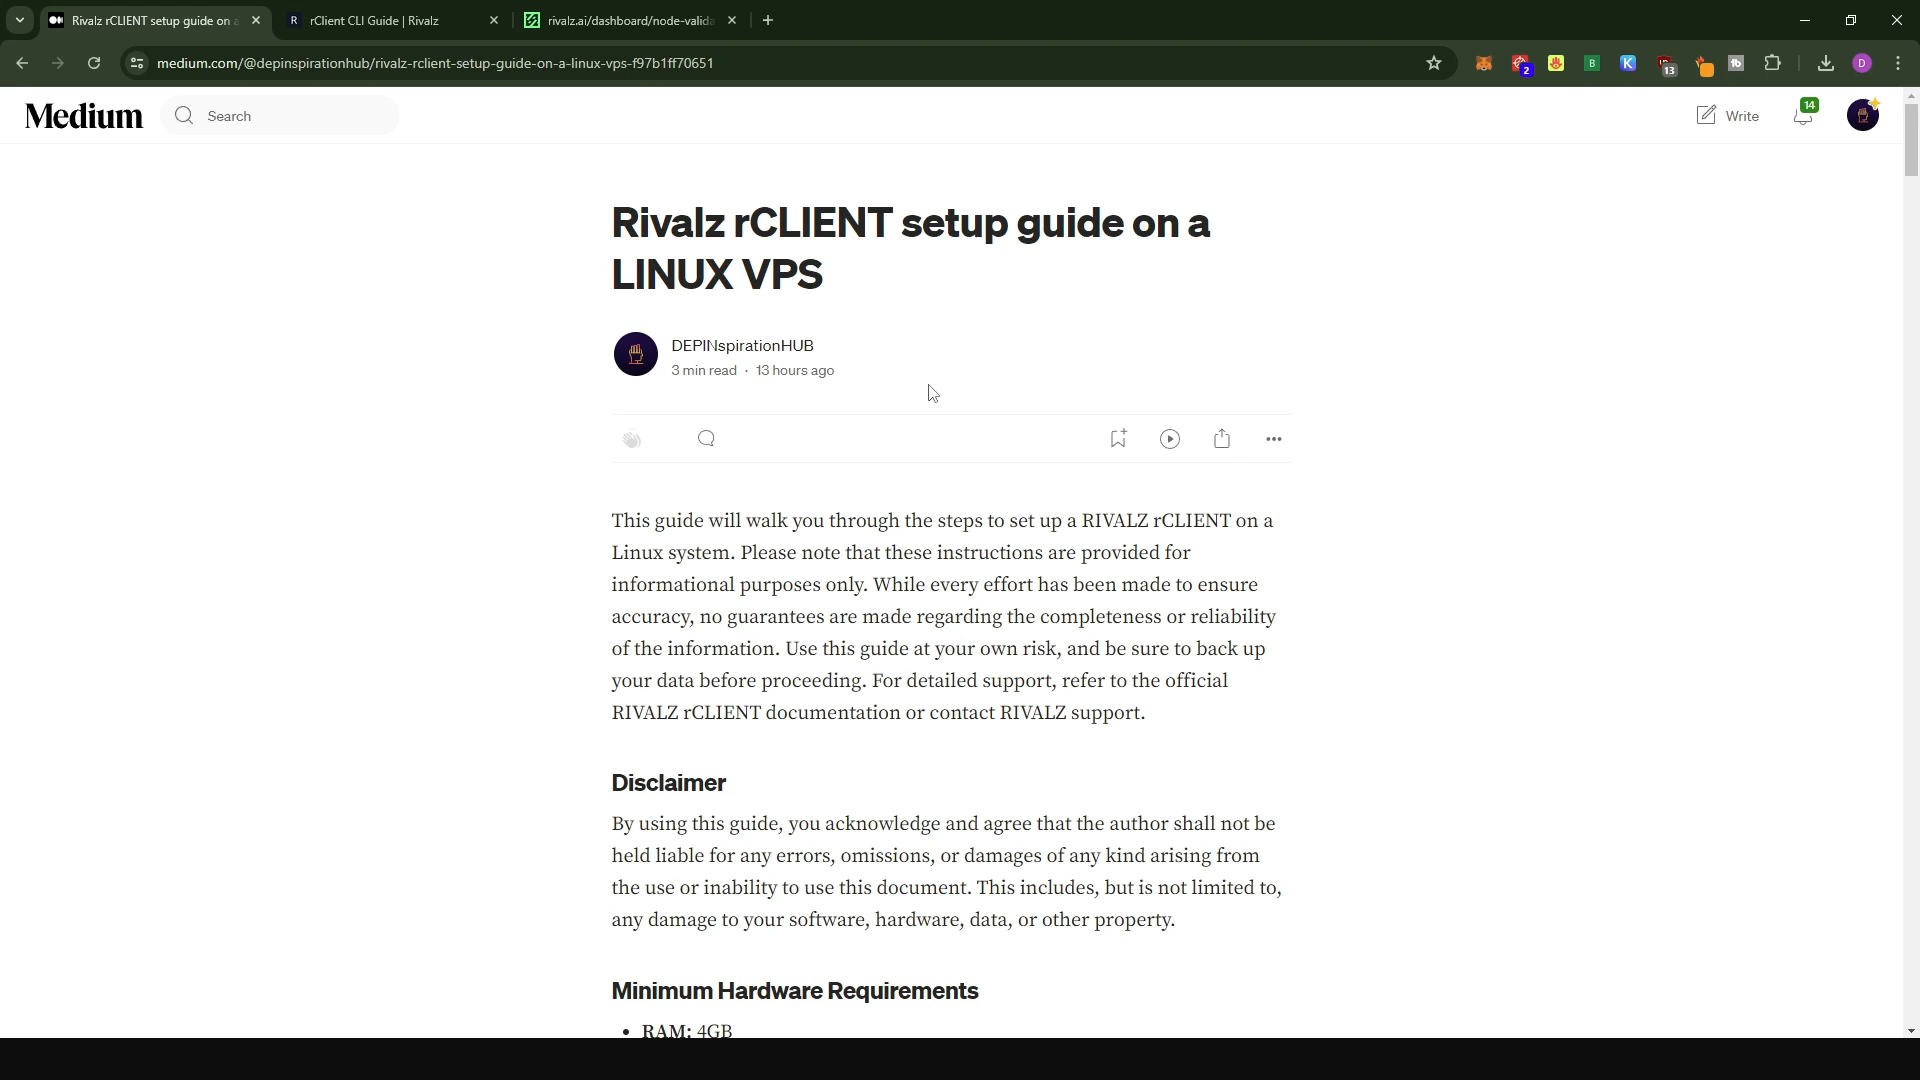 Rivalz rCLIENT setup guide on a
rClient CLI Guide | Rivalz
rivalz.ai/dashboard/node-valida
medium.com/@depinspirationhub/rivalz-rclient-setup-guide-on-a-linux-vps-f97b1ff70651
2
B
K
13
D
Medium
Search
Write
14
Rivalz rCLIENT setup guide on a
LINUX VPS
DEPINspirationHUB
3 min read · 13 hours ago
This guide will walk you through the steps to set up a RIVALZ rCLIENT on a
Linux system. Please note that these instructions are provided for
informational purposes only. While every effort has been made to ensure
accuracy, no guarantees are made regarding the completeness or reliability
of the information. Use this guide at your own risk, and be sure to back up
your data before proceeding. For detailed support, refer to the official
RIVALZ rCLIENT documentation or contact RIVALZ support.
Disclaimer
By using this guide, you acknowledge and agree that the author shall not be
held liable for any errors, omissions, or damages of any kind arising from
the use or inability to use this document. This includes, but is not limited to,
any damage to your software, hardware, data, or other property.
Minimum Hardware Requirements
• RAM: 4GB